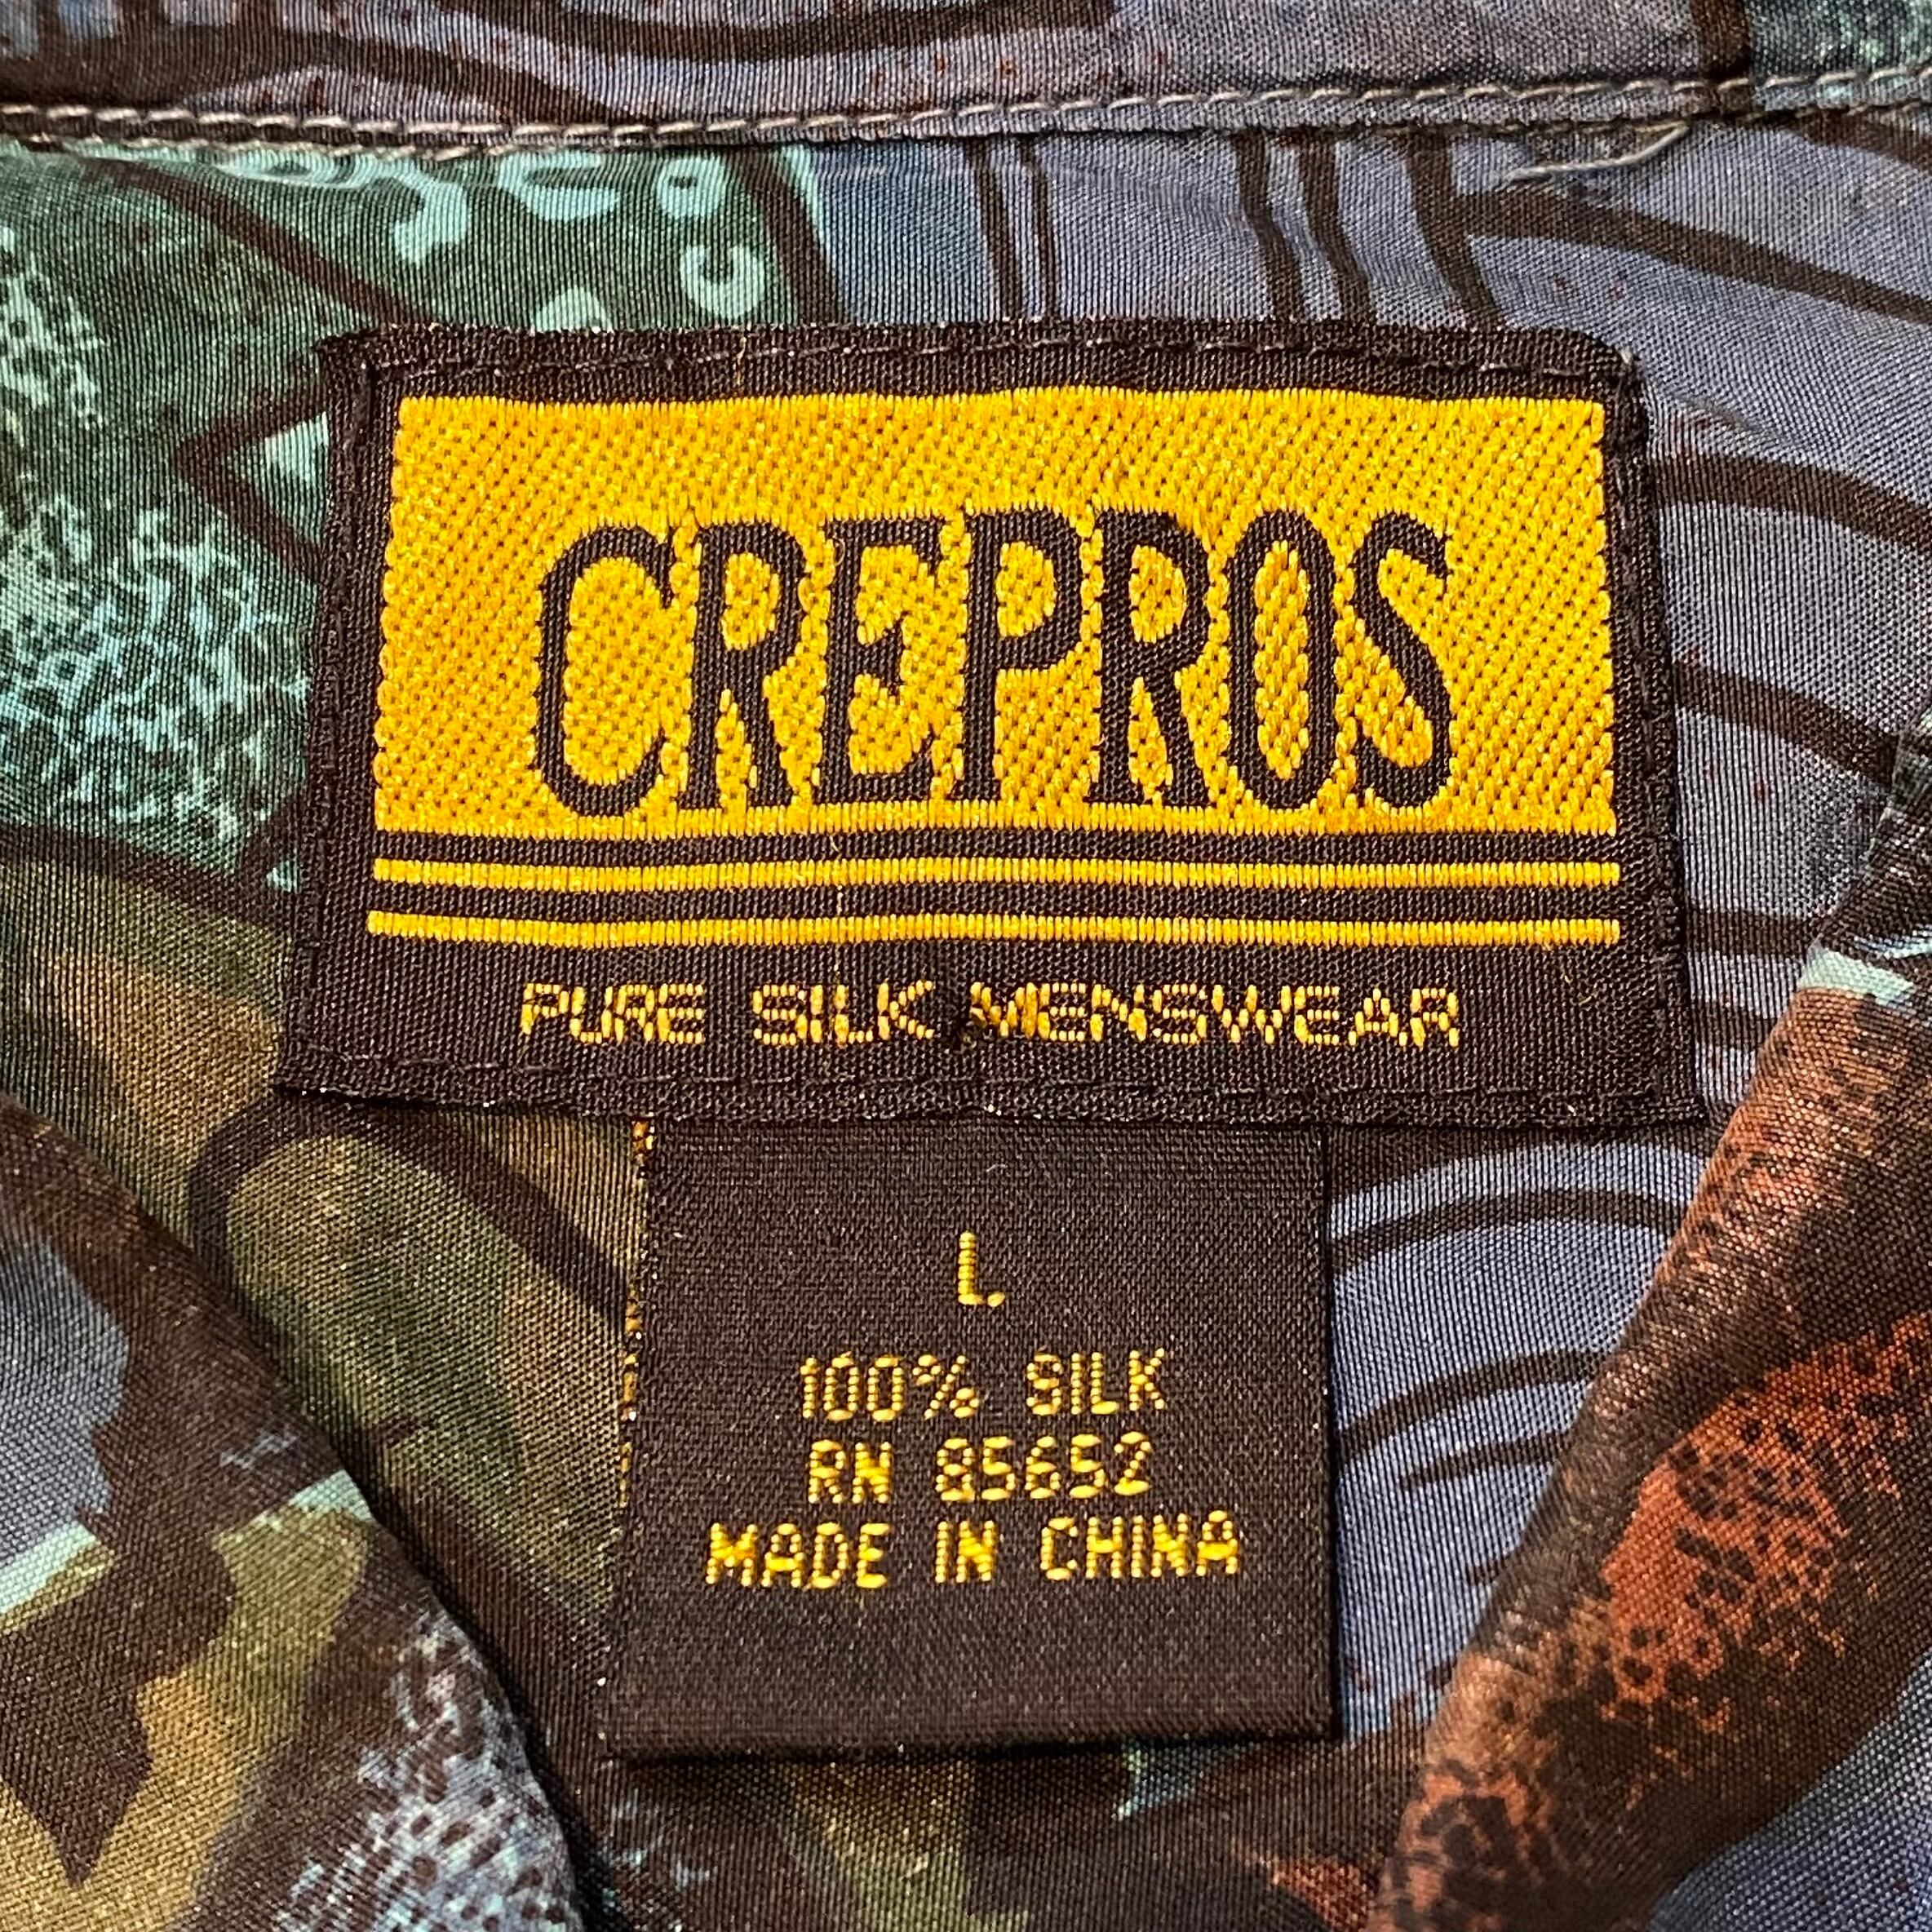 CREPROS
PURE SILK MENSWEAR
L
100% SILK
RN 85652
MADE IN CHINA